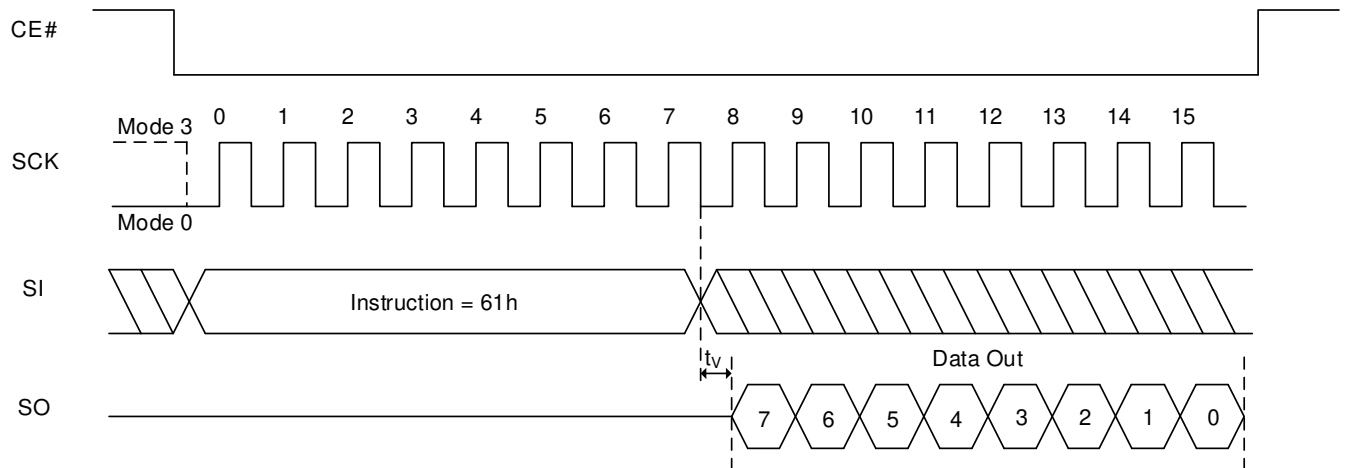 CE#
Mode 3
0 1 2 3 4 5 6 7 8 9 10 11 12 13 14 15
SCK
Mode 0
SI
Instruction = 61h
tV
Data Out
SO
7 6 5 4 3 2 1 0